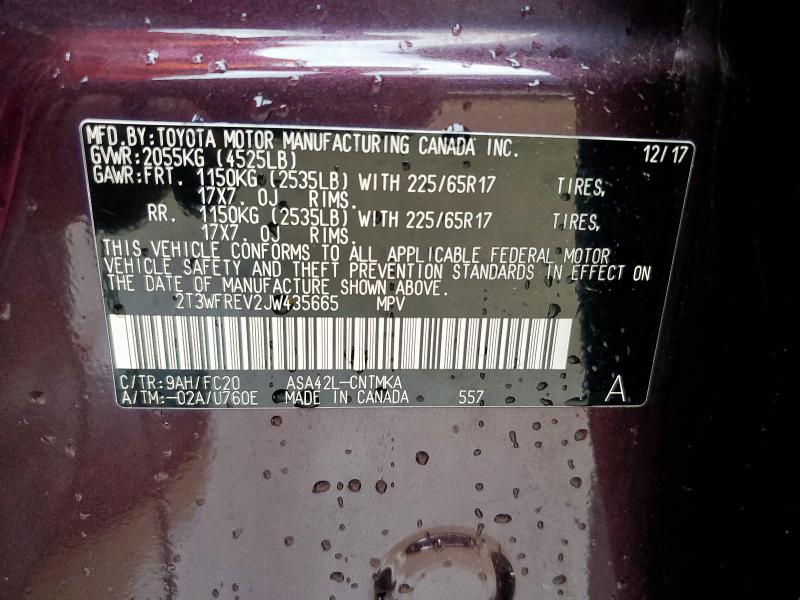 MFD.BY:TOYOTA MOTOR MANUFACTURING CANADA INC. 12/17
GVWR:2055KG (4525LB)
GAWR:FRT. 1150KG (2535LB) WITH 225/65R17 TIRES,
17X7.0J RIMS.
RR. 1150KG (2535LB) WITH 225/65R17 TIRES,
17X7.0J RIMS.
THIS VEHICLE CONFORMS TO ALL APPLICABLE FEDERAL MOTOR
VEHICLE SAFETY AND THEFT PREVENTION STANDARDS IN EFFECT ON
THE DATE OF MANUFACTURE SHOWN ABOVE.
2T3WFREV2JW435665 MPV
C/TR:9AH/FC20 ASA42L-CNTMKA
A/TM:-02A/U760E MADE IN CANADA 557 A